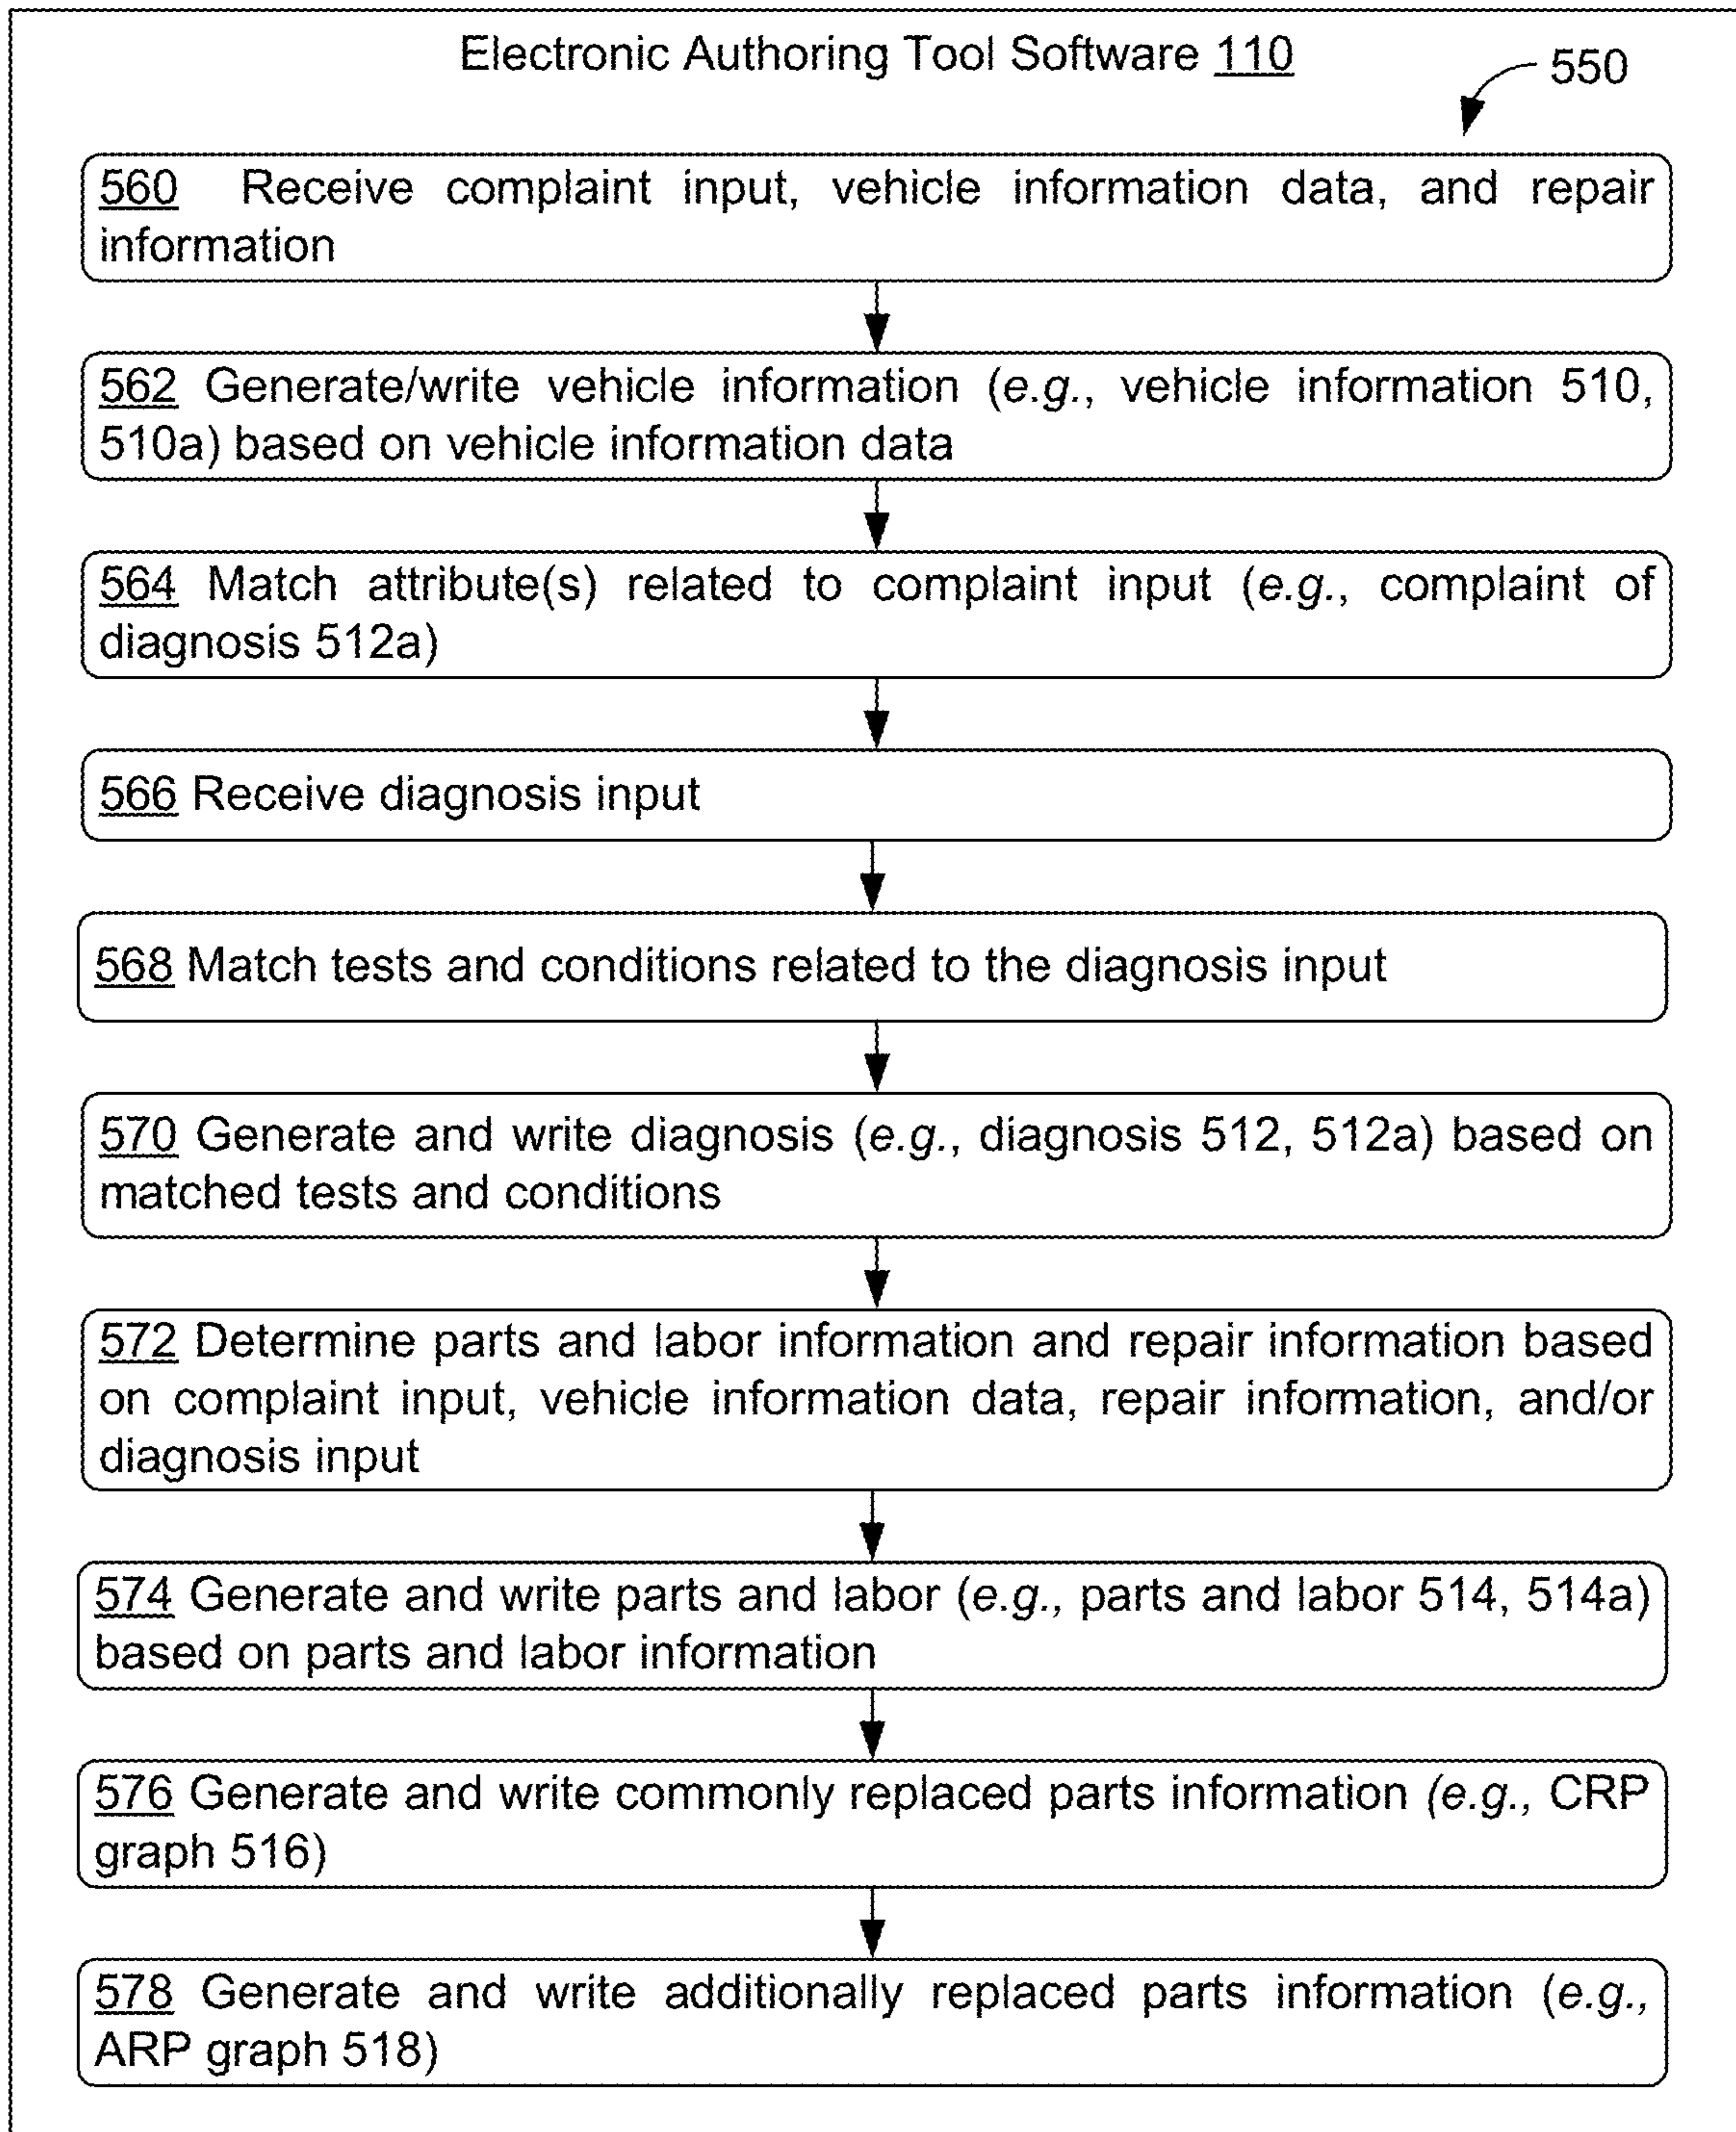 Electronic Authoring Tool Software 110
550
560 Receive complaint input, vehicle information data, and repair
information
562 Generate/write vehicle information (e.g., vehicle information 510,
510a) based on vehicle information data
564 Match attribute(s) related to complaint input (e.g., complaint of
diagnosis 512a)
566 Receive diagnosis input
568 Match tests and conditions related to the diagnosis input
570 Generate and write diagnosis (e.g., diagnosis 512, 512a) based on
matched tests and conditions
572 Determine parts and labor information and repair information based
on complaint input, vehicle information data, repair information, and/or
diagnosis input
574 Generate and write parts and labor (e.g., parts and labor 514, 514a)
based on parts and labor information
576 Generate and write commonly replaced parts information (e.g., CRP
graph 516)
578 Generate and write additionally replaced parts information (e.g.,
ARP graph 518)